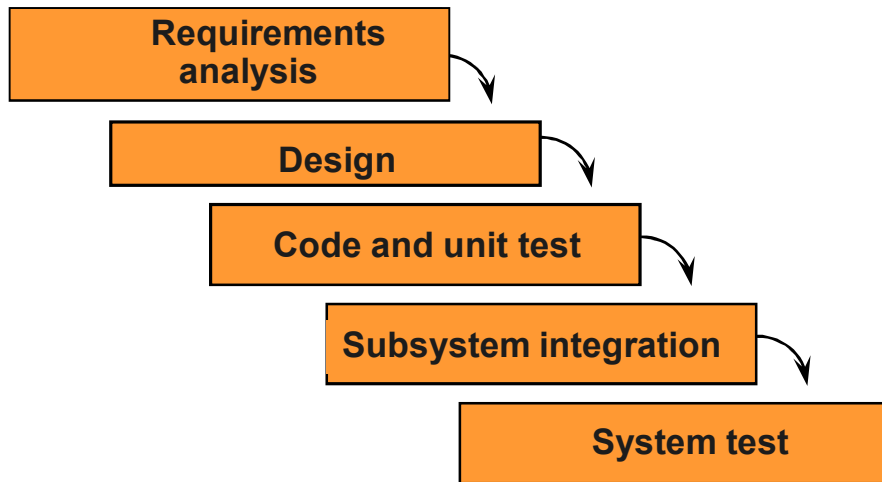 Requirements
analysis
Design
Code and unit test
Subsystem integration
System test